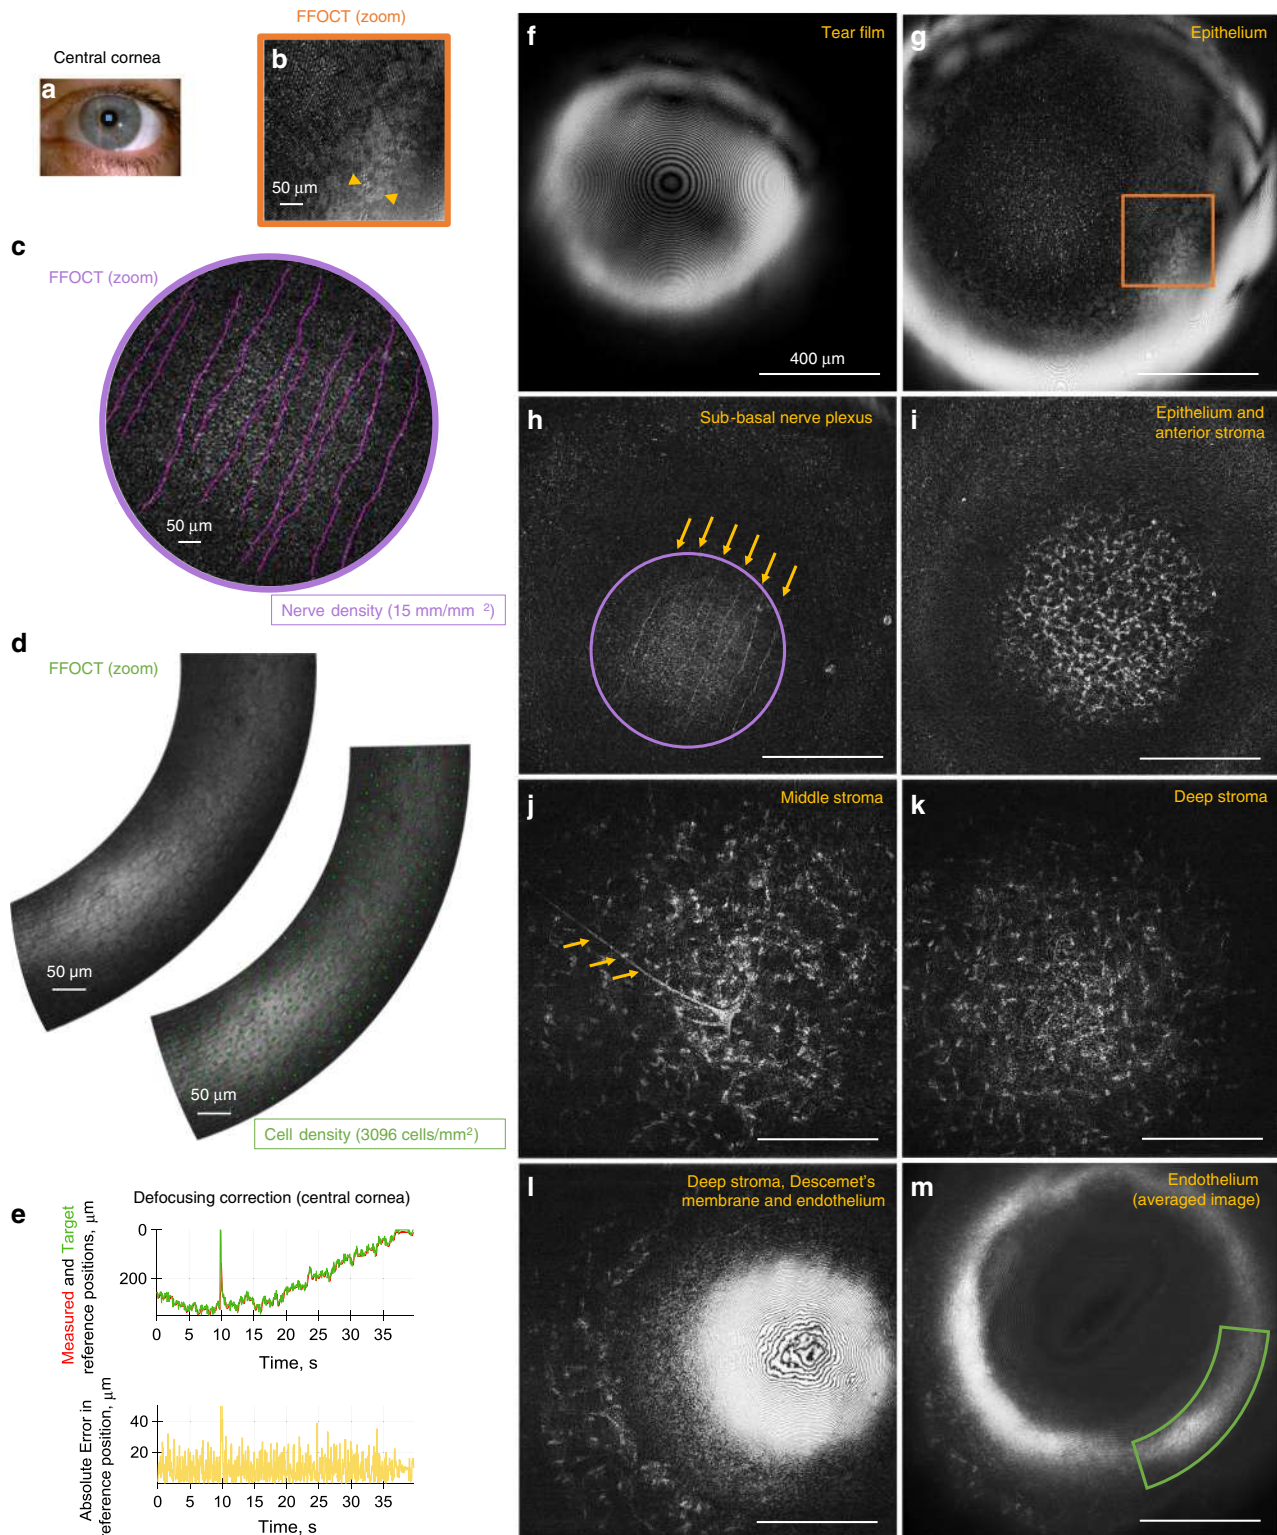 Central cornea
a
FFOCT (zoom)
b
50 μm
c
FFOCT (zoom)
50 μm
Nerve density (15 mm/mm 2)
d
FFOCT (zoom)
50 μm
50 μm
Cell density (3096 cells/mm2)
e
Defocusing correction (central cornea)
Measured and Target
reference positions, μm
0
200
0 5 10 15 20 25 30 35
Time, s
Absolute Error in
reference position, μm
40
20
0 5 10 15 20 25 30 35
Time, s
f
Tear film
400 μm
g
Epithelium
h
Sub-basal nerve plexus
i
Epithelium and
anterior stroma
j
Middle stroma
k
Deep stroma
l
Deep stroma, Descemet's
membrane and endothelium
m
Endothelium
(averaged image)